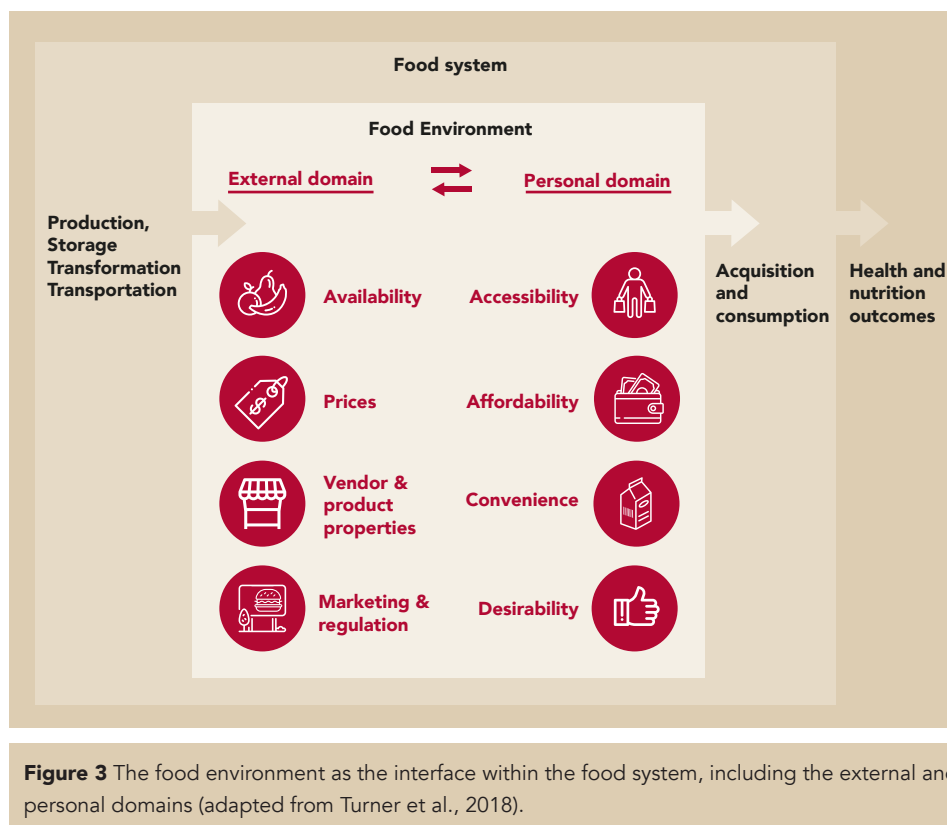 Food system
Food Environment
External domain
Personal domain
Production,
Storage
Transformation
Transportation
Availability
Accessibility
Prices
Affordability
Vendor &
product
properties
Convenience
Marketing &
regulation
Desirability
Acquisition
and
consumption
Health and
nutrition
outcomes
$
Figure 3 The food environment as the interface within the food system, including the external
personal domains (adapted from Turner et al., 2018).